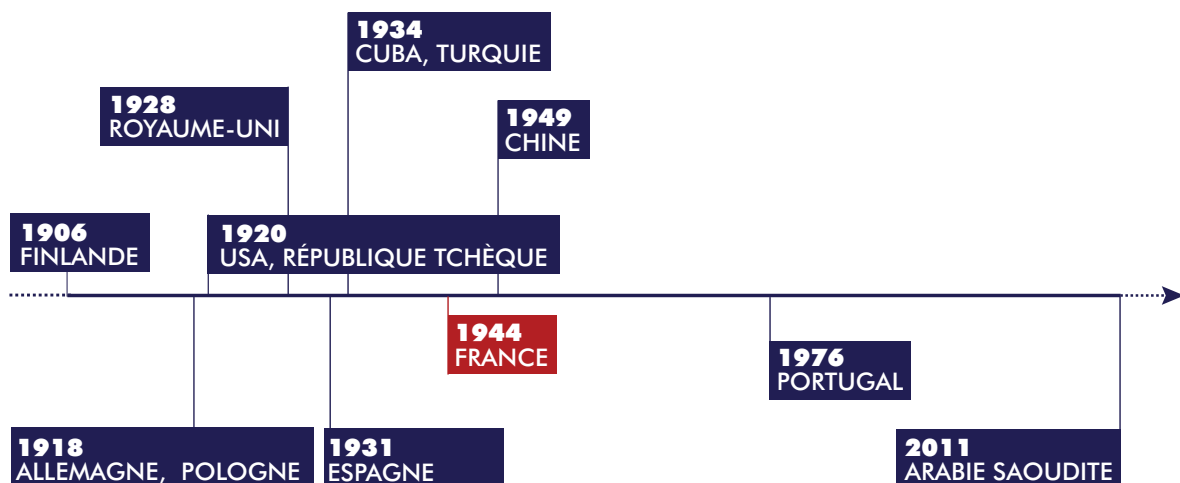 1934
CUBA, TURQUIE
1928
ROYAUME-UNI
1949
CHINE
1906
FINLANDE
1920
USA, RÉPUBLIQUE TCHÈQUE
1944
FRANCE
1976
PORTUGAL
1918
ALLEMAGNE, POLOGNE
1931
ESPAGNE
2011
ARABIE SAOUDITE